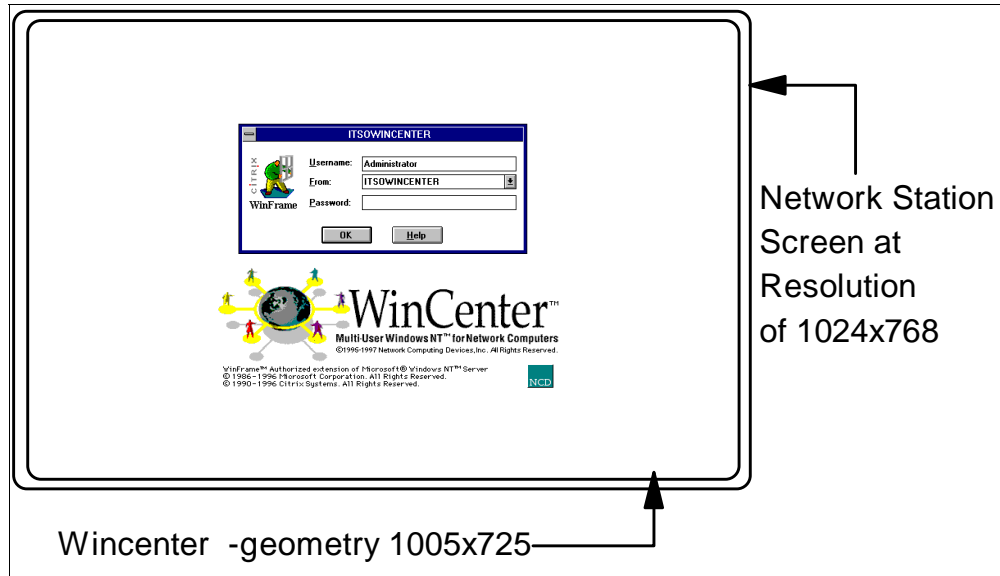 ITSOWINCENTER
CITRIX
WinFrame
Username: Administrator
From: ITSOWINCENTER
Password:
OK Help
WinCenter™
Multi-User Windows NT™ for Network Computers
©1995-1997 Network Computing Devices, Inc. All Rights Reserved.
WinFrame™ Authorized extension of Microsoft® Windows NT™ Server
© 1986-1996 Microsoft Corporation. All Rights Reserved.
© 1990-1996 Citrix Systems. All Rights Reserved.
NCD
Network Station
Screen at
Resolution
of 1024x768
Wincenter -geometry 1005x725